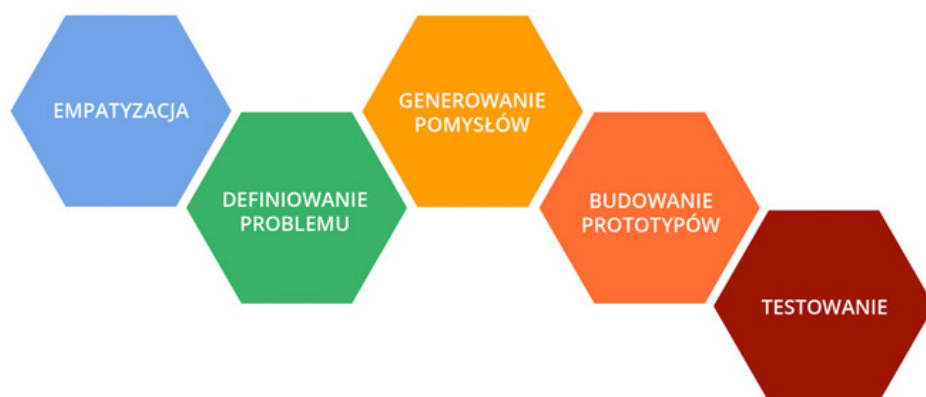 EMPATYZACJA
DEFINIOWANIE
PROBLEMU
GENEROWANIE
POMYSŁÓW
BUDOWANIE
PROTOTYPÓW
TESTOWANIE